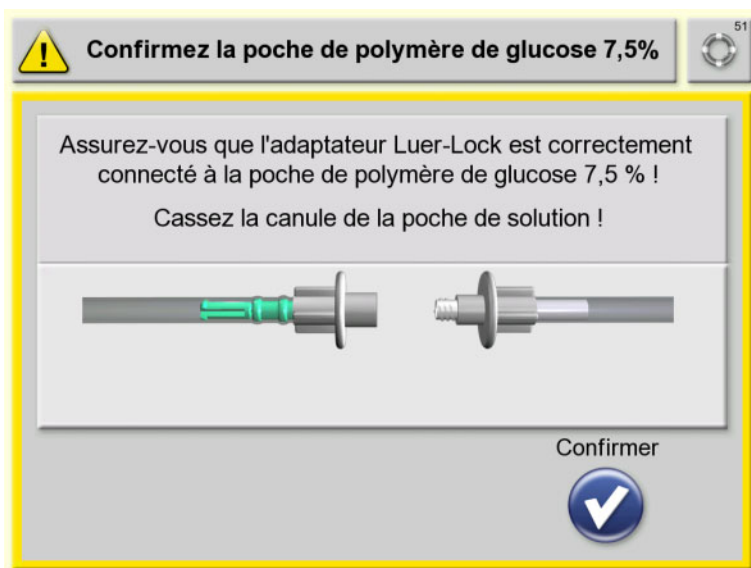 Confirmez la poche de polymère de glucose 7,5%
51
Assurez-vous que l'adaptateur Luer-Lock est correctement
connecté à la poche de polymère de glucose 7,5 % !
Cassez la canule de la poche de solution !
Confirmer